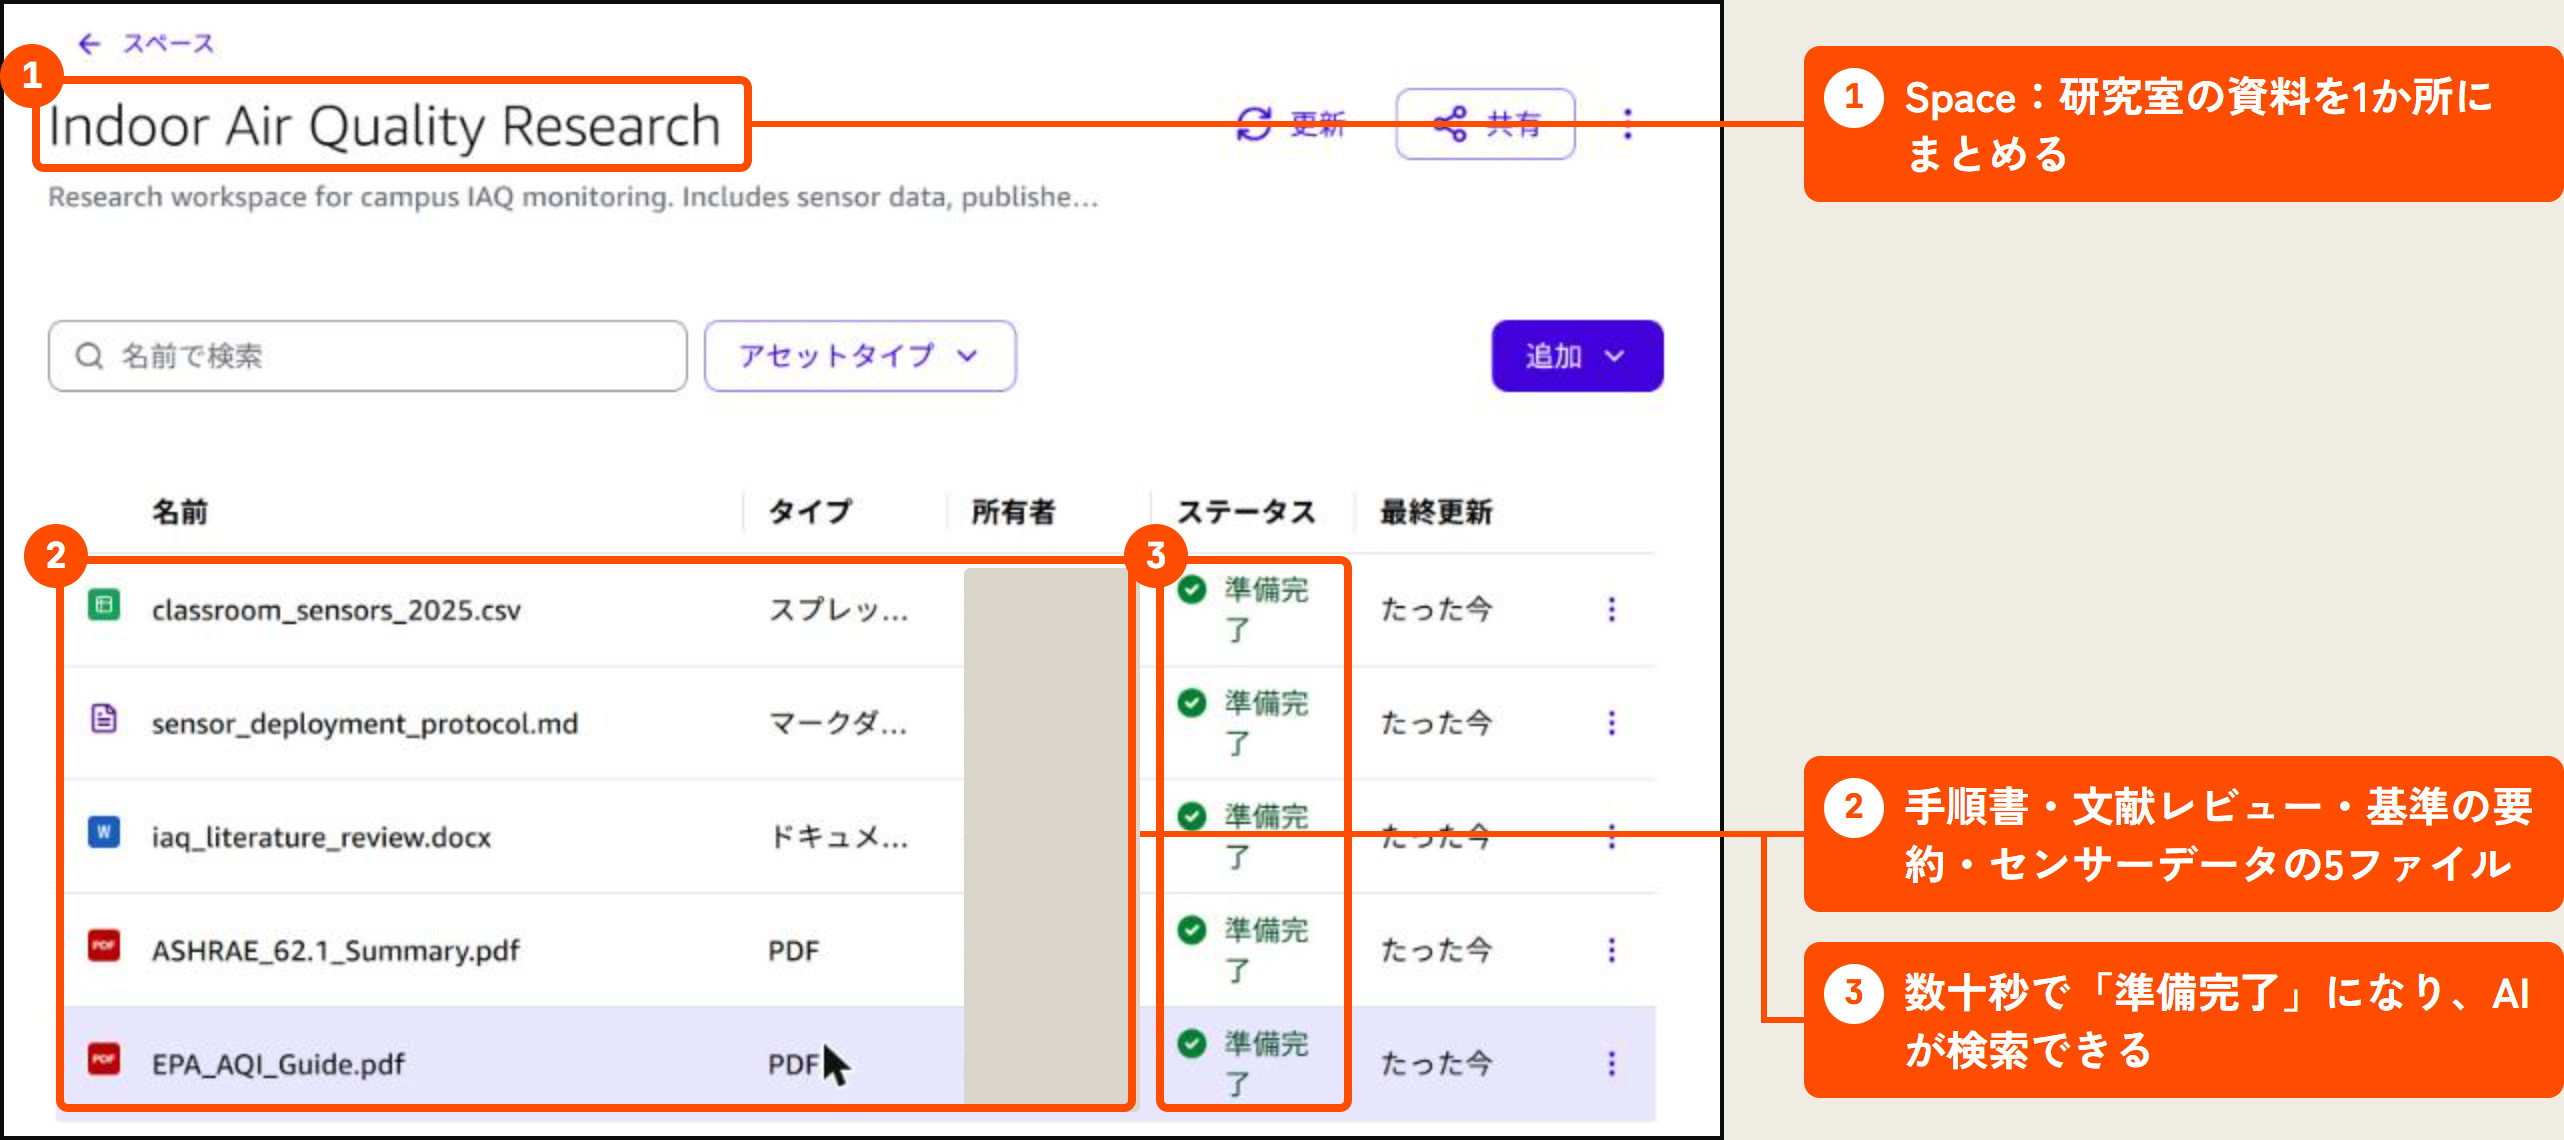 ← スペース
1
Indoor Air Quality Research
更新
共有
Research workspace for campus IAQ monitoring. Includes sensor data, publishe...
名前で検索
アセットタイプ
追加
名前 タイプ 所有者 ステータス 最終更新
2
3
classroom_sensors_2025.csv スプレッ... 準備完了 たった今
sensor_deployment_protocol.md マークダ... 準備完了 たった今
W iaq_literature_review.docx ドキュメ... 準備完了 たった今
PDF ASHRAE_62.1_Summary.pdf PDF 準備完了 たった今
PDF EPA_AQI_Guide.pdf PDF 準備完了 たった今
1 Space：研究室の資料を1か所に
まとめる
2 手順書・文献レビュー・基準の要
約・センサーデータの5ファイル
3 数十秒で「準備完了」になり、AI
が検索できる